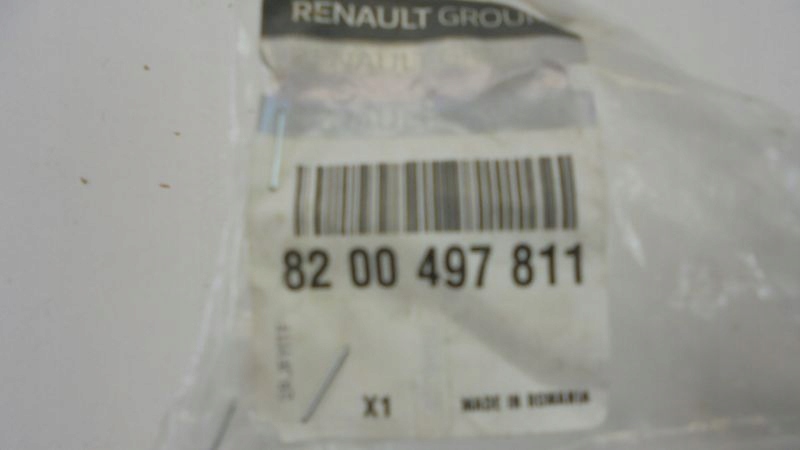 RENAULT GROUP
82 00 497 811
X1
MADE IN ROMANIA